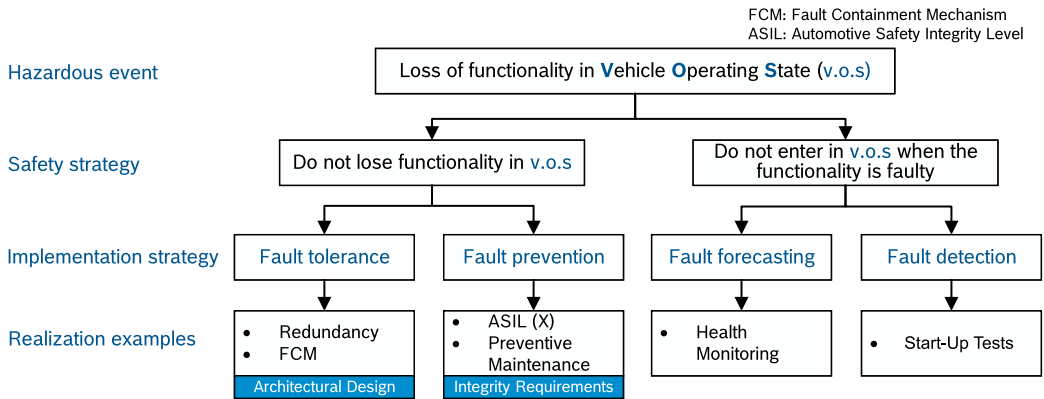 FCM: Fault Containment Mechanism
ASIL: Automotive Safety Integrity Level
Hazardous event
Loss of functionality in Vehicle Operating State (v.o.s)
Safety strategy
Do not lose functionality in v.o.s
Do not enter in v.o.s when the
functionality is faulty
Implementation strategy
Fault tolerance
Fault prevention
Fault forecasting
Fault detection
Realization examples
• Redundancy
• FCM
Architectural Design
• ASIL (X)
• Preventive
Maintenance
Integrity Requirements
• Health
Monitoring
• Start-Up Tests